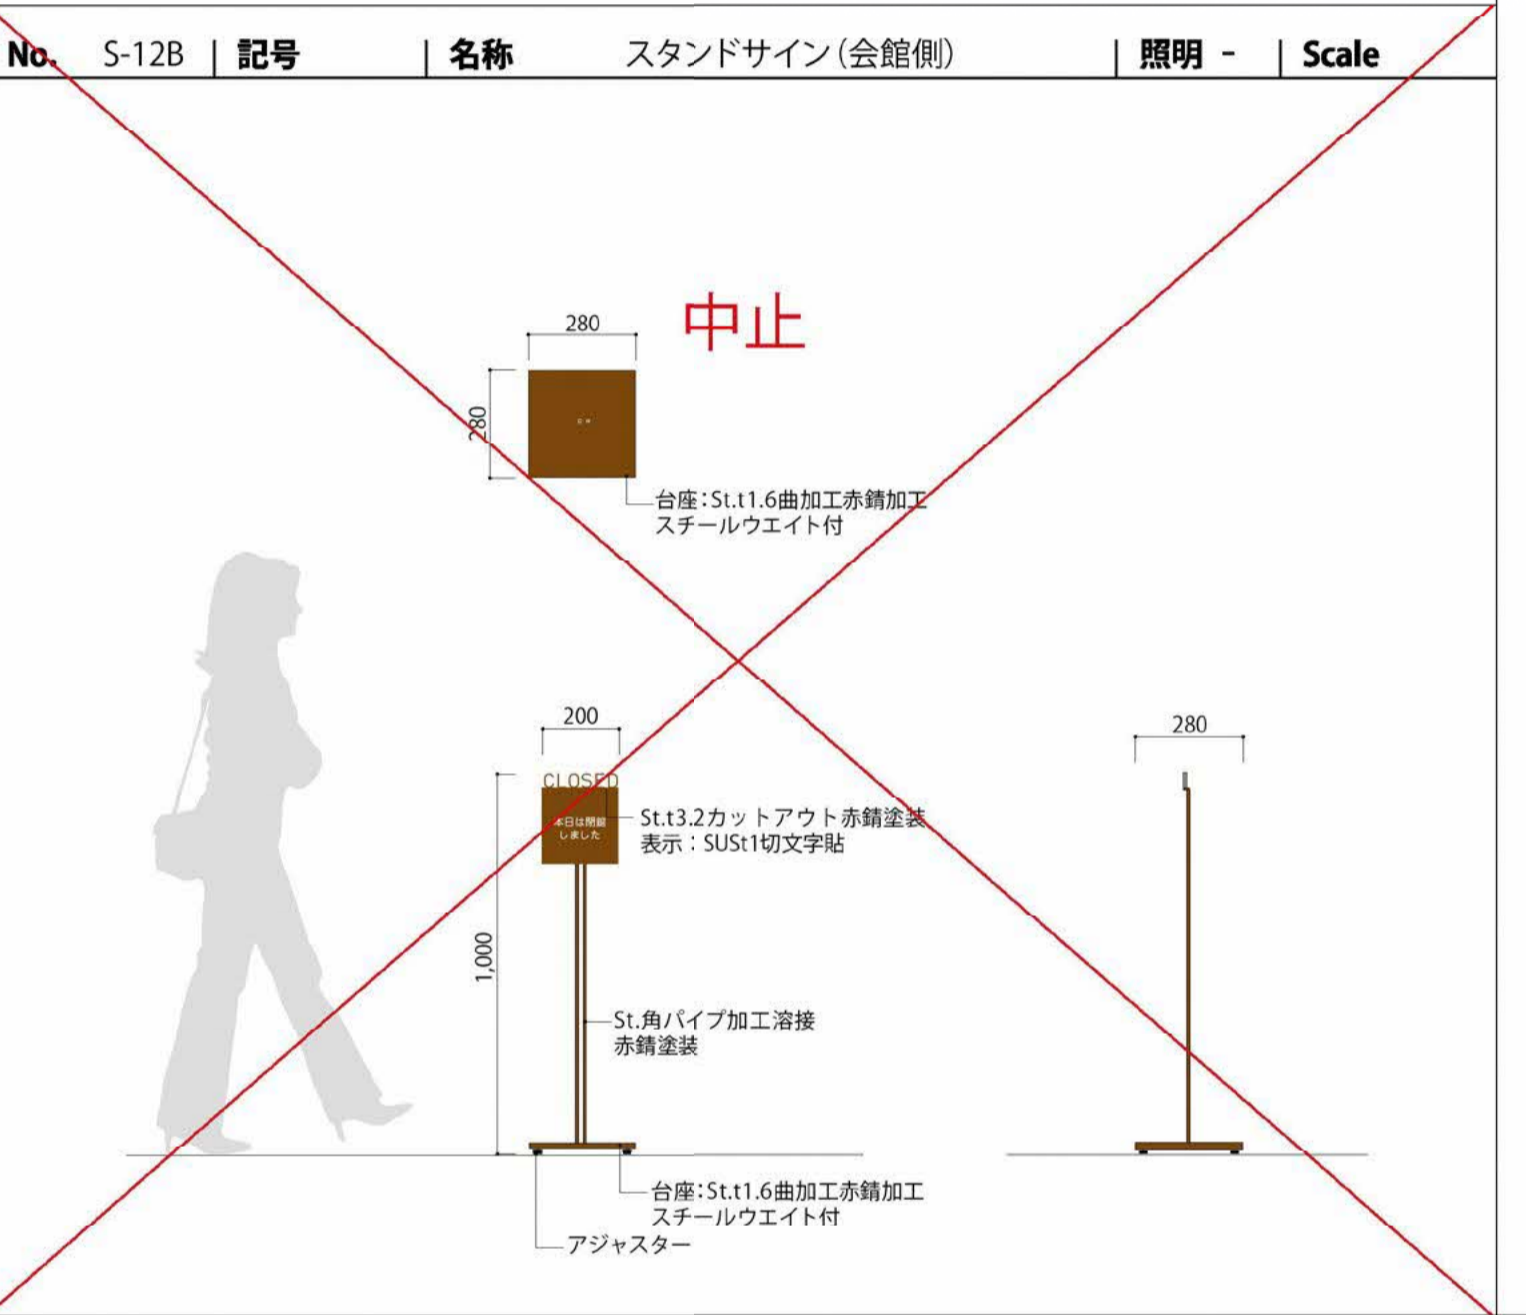 No. S-12B 記号 名称 スタンドサイン(会館側) 照明 - Scale
中止
280
280
台座:St.t1.6曲加工赤錆加工
スチールウエイト付
200
280
CLOSED
本日は閉館
しました
St.t3.2カットアウト赤錆塗装
表示:SUSt1切文字貼
1,000
St.角パイプ加工溶接
赤錆塗装
台座:St.t1.6曲加工赤錆加工
スチールウエイト付
アジャスター